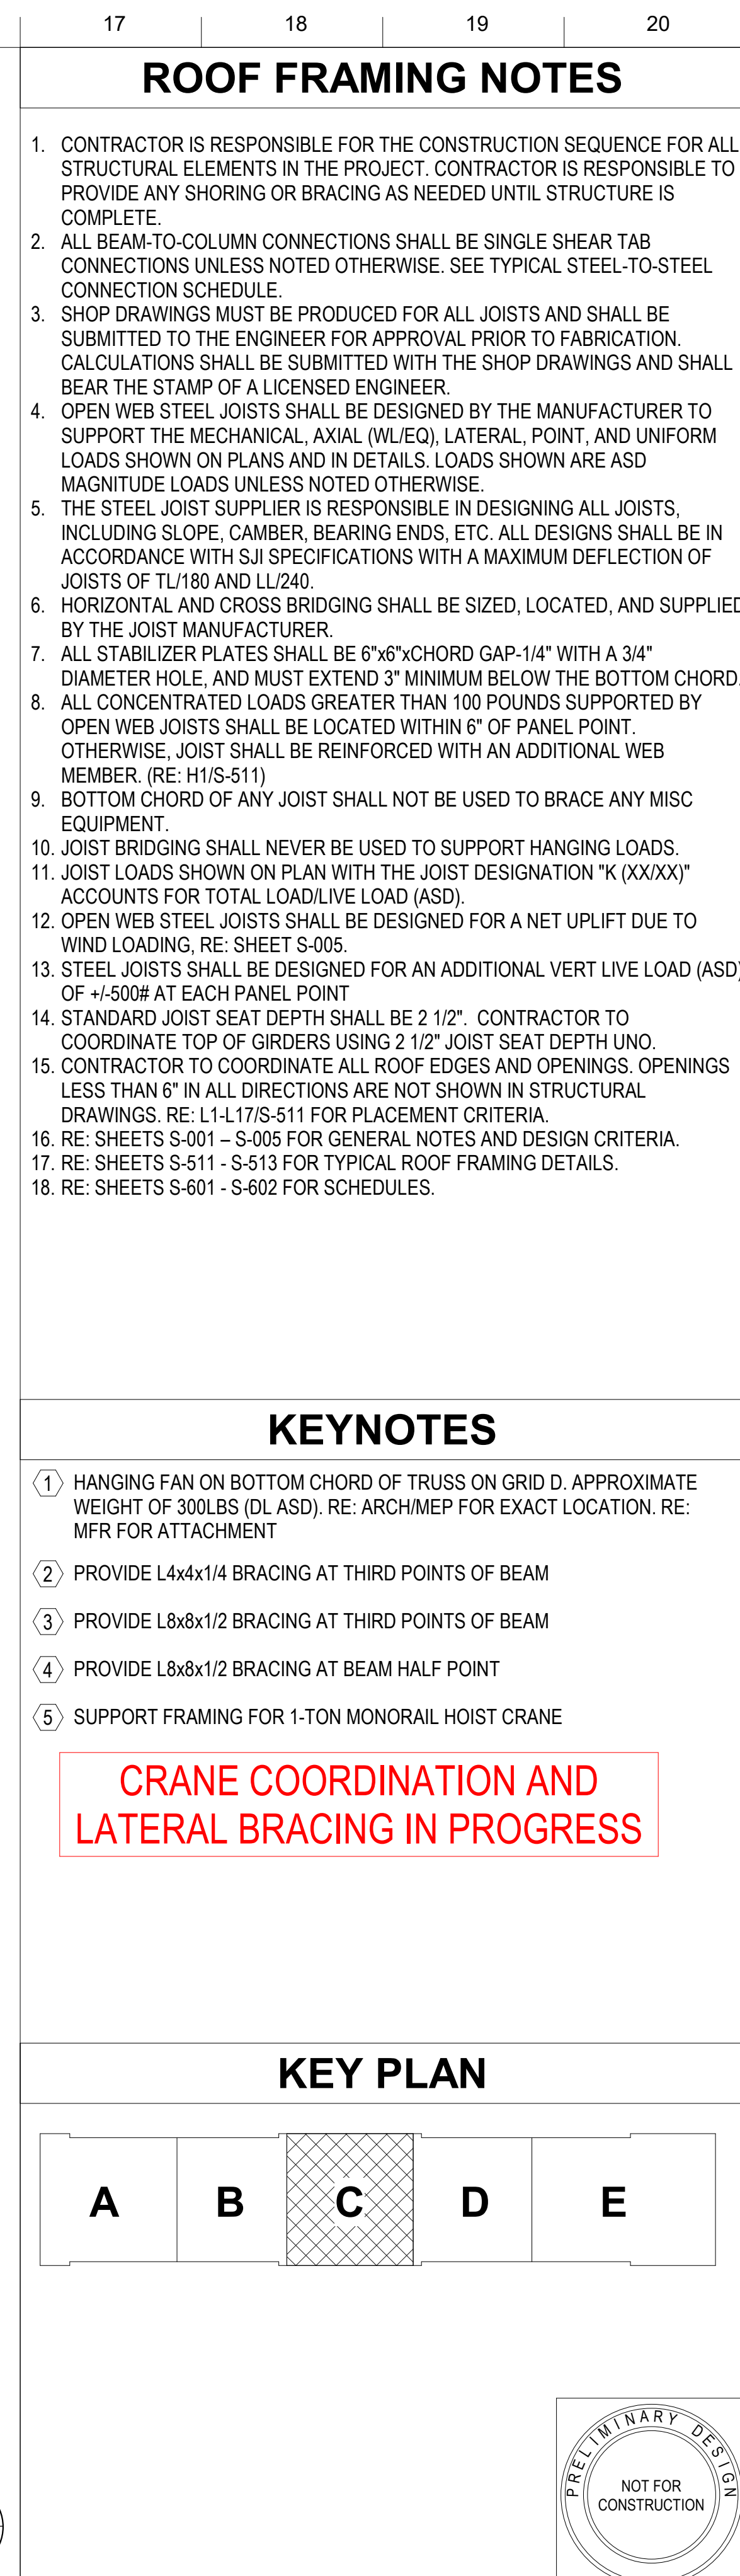 17 18 19 20
ROOF FRAMING NOTES
1. CONTRACTOR IS RESPONSIBLE FOR THE CONSTRUCTION SEQUENCE FOR ALL
STRUCTURAL ELEMENTS IN THE PROJECT. CONTRACTOR IS RESPONSIBLE TO
PROVIDE ANY SHORING OR BRACING AS NEEDED UNTIL STRUCTURE IS
COMPLETE.
2. ALL BEAM-TO-COLUMN CONNECTIONS SHALL BE SINGLE SHEAR TAB
CONNECTIONS UNLESS NOTED OTHERWISE. SEE TYPICAL STEEL-TO-STEEL
CONNECTION SCHEDULE.
3. SHOP DRAWINGS MUST BE PRODUCED FOR ALL JOISTS AND SHALL BE
SUBMITTED TO THE ENGINEER FOR APPROVAL PRIOR TO FABRICATION.
CALCULATIONS SHALL BE SUBMITTED WITH THE SHOP DRAWINGS AND SHALL
BEAR THE STAMP OF A LICENSED ENGINEER.
4. OPEN WEB STEEL JOISTS SHALL BE DESIGNED BY THE MANUFACTURER TO
SUPPORT THE MECHANICAL, AXIAL (WL/EQ), LATERAL, POINT, AND UNIFORM
LOADS SHOWN ON PLANS AND IN DETAILS. LOADS SHOWN ARE ASD
MAGNITUDE LOADS UNLESS NOTED OTHERWISE.
5. THE STEEL JOIST SUPPLIER IS RESPONSIBLE IN DESIGNING ALL JOISTS,
INCLUDING SLOPE, CAMBER, BEARING ENDS, ETC. ALL DESIGNS SHALL BE IN
ACCORDANCE WITH SJI SPECIFICATIONS WITH A MAXIMUM DEFLECTION OF
JOISTS OF TL/180 AND LL/240.
6. HORIZONTAL AND CROSS BRIDGING SHALL BE SIZED, LOCATED, AND SUPPLIED
BY THE JOIST MANUFACTURER.
7. ALL STABILIZER PLATES SHALL BE 6"x6"xCHORD GAP-1/4" WITH A 3/4"
DIAMETER HOLE, AND MUST EXTEND 3" MINIMUM BELOW THE BOTTOM CHORD.
8. ALL CONCENTRATED LOADS GREATER THAN 100 POUNDS SUPPORTED BY
OPEN WEB JOISTS SHALL BE LOCATED WITHIN 6" OF PANEL POINT.
OTHERWISE, JOIST SHALL BE REINFORCED WITH AN ADDITIONAL WEB
MEMBER. (RE: H1/S-511)
9. BOTTOM CHORD OF ANY JOIST SHALL NOT BE USED TO BRACE ANY MISC
EQUIPMENT.
10. JOIST BRIDGING SHALL NEVER BE USED TO SUPPORT HANGING LOADS.
11. JOIST LOADS SHOWN ON PLAN WITH THE JOIST DESIGNATION "K (XX/XX)"
ACCOUNTS FOR TOTAL LOAD/LIVE LOAD (ASD).
12. OPEN WEB STEEL JOISTS SHALL BE DESIGNED FOR A NET UPLIFT DUE TO
WIND LOADING, RE: SHEET S-005.
13. STEEL JOISTS SHALL BE DESIGNED FOR AN ADDITIONAL VERT LIVE LOAD (ASD)
OF +/-500# AT EACH PANEL POINT
14. STANDARD JOIST SEAT DEPTH SHALL BE 2 1/2". CONTRACTOR TO
COORDINATE TOP OF GIRDERS USING 2 1/2" JOIST SEAT DEPTH UNO.
15. CONTRACTOR TO COORDINATE ALL ROOF EDGES AND OPENINGS. OPENINGS
LESS THAN 6" IN ALL DIRECTIONS ARE NOT SHOWN IN STRUCTURAL
DRAWINGS. RE: L1-L17/S-511 FOR PLACEMENT CRITERIA.
16. RE: SHEETS S-001 – S-005 FOR GENERAL NOTES AND DESIGN CRITERIA.
17. RE: SHEETS S-511 - S-513 FOR TYPICAL ROOF FRAMING DETAILS.
18. RE: SHEETS S-601 - S-602 FOR SCHEDULES.
KEYNOTES
1 HANGING FAN ON BOTTOM CHORD OF TRUSS ON GRID D. APPROXIMATE
WEIGHT OF 300LBS (DL ASD). RE: ARCH/MEP FOR EXACT LOCATION. RE:
MFR FOR ATTACHMENT
2 PROVIDE L4x4x1/4 BRACING AT THIRD POINTS OF BEAM
3 PROVIDE L8x8x1/2 BRACING AT THIRD POINTS OF BEAM
4 PROVIDE L8x8x1/2 BRACING AT BEAM HALF POINT
5 SUPPORT FRAMING FOR 1-TON MONORAIL HOIST CRANE
CRANE COORDINATION AND
LATERAL BRACING IN PROGRESS
KEY PLAN
A B C D E
PRELIMINARY DESIGN
NOT FOR
CONSTRUCTION